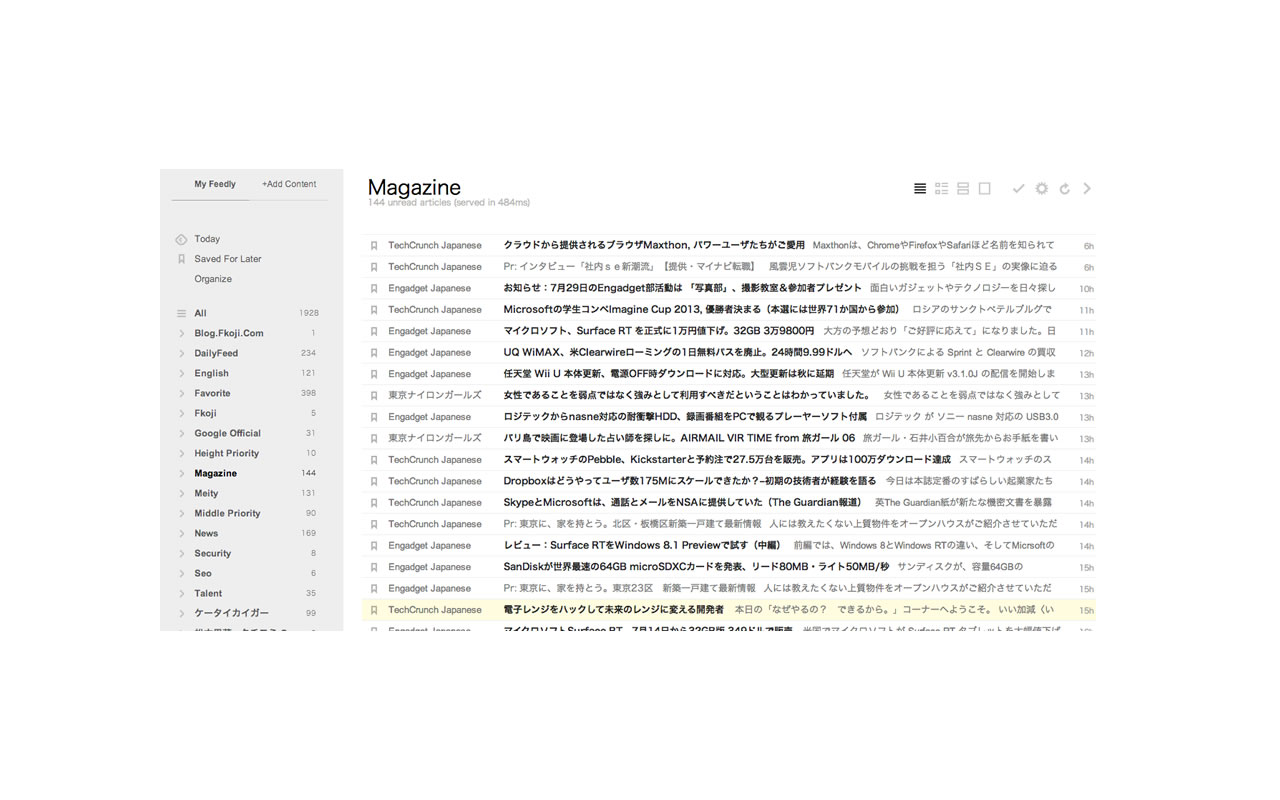 My Feedly +Add Content
Today
Saved For Later
Organize
All 1928
Blog.Fkoji.Com 1
DailyFeed 234
English 121
Favorite 398
Fkoji 5
Google Official 31
Height Priority 10
Magazine 144
Meity 131
Middle Priority 90
News 169
Security 8
Seo 6
Talent 35
ケータイカイガー 99
Magazine
144 unread articles (served in 484ms)
TechCrunch Japanese クラウドから提供されるブラウザMaxthon, パワーユーザたちがご愛用 Maxthonは、ChromeやFirefoxやSafariほど名前を知られて 6h
TechCrunch Japanese Pr: インタビュー「社内ｓｅ新潮流」【提供・マイナビ転職】 風雲児ソフトバンクモバイルの挑戦を担う「社内ＳＥ」の実像に迫る 6h
Engadget Japanese お知らせ：7月29日のEngadget部活動は 「写真部」、撮影教室＆参加者プレゼント 面白いガジェットやテクノロジーを日々探し 10h
TechCrunch Japanese Microsoftの学生コンペImagine Cup 2013, 優勝者決まる（本選には世界71か国から参加） ロシアのサンクトペテルブルグで 11h
Engadget Japanese マイクロソフト、Surface RT を正式に1万円値下げ。32GB 3万9800円 大方の予想どおり「ご好評に応えて」になりました。日 11h
Engadget Japanese UQ WiMAX、米Clearwireローミングの1日無料パスを廃止。24時間9.99ドルへ ソフトバンクによる Sprint と Clearwire の買収 12h
Engadget Japanese 任天堂 Wii U 本体更新、電源OFF時ダウンロードに対応。大型更新は秋に延期 任天堂が Wii U 本体更新 v3.1.0J の配信を開始しま 13h
東京ナイロンガールズ 女性であることを弱点ではなく強みとして利用すべきだということはわかっていました。 女性であることを弱点ではなく強みとして 13h
Engadget Japanese ロジテックからnasne対応の耐衝撃HDD、録画番組をPCで観るプレーヤーソフト付属 ロジテック が ソニー nasne 対応の USB3.0 13h
東京ナイロンガールズ バリ島で映画に登場した占い師を探しに。AIRMAIL VIR TIME from 旅ガール 06 旅ガール・石井小百合が旅先からお手紙を書い 13h
TechCrunch Japanese スマートウォッチのPebble、Kickstarterと予約注で27.5万台を販売。アプリは100万ダウンロード達成 スマートウォッチのス 14h
TechCrunch Japanese Dropboxはどうやってユーザ数175Mにスケールできたか？–初期の技術者が経験を語る 今日は本誌定番のすばらしい起業家たち 14h
TechCrunch Japanese SkypeとMicrosoftは、通話とメールをNSAに提供していた（The Guardian報道） 英The Guardian紙が新たな機密文書を暴露 14h
TechCrunch Japanese Pr: 東京に、家を持とう。北区・板橋区新築一戸建て最新情報 人には教えたくない上質物件をオープンハウスがご紹介させていただ 14h
Engadget Japanese レビュー：Surface RTをWindows 8.1 Previewで試す（中編） 前編では、Windows 8とWindows RTの違い、そしてMicrsoftの 14h
Engadget Japanese SanDiskが世界最速の64GB microSDXCカードを発表、リード80MB・ライト50MB/秒 サンディスクが、容量64GBの 15h
Engadget Japanese Pr: 東京に、家を持とう。東京23区 新築一戸建て最新情報 人には教えたくない上質物件をオープンハウスがご紹介させていただ 15h
TechCrunch Japanese 電子レンジをハックして未来のレンジに変える開発者 本日の「なぜやるの？ できるから。」コーナーへようこそ。 いい加減くい 15h
Engadget Japanese マイクロソフトSurface RT、7月14日から32GB版 349ドルで販売 米国でマイクロソフトが Surface RT タブレットを大幅値下げ